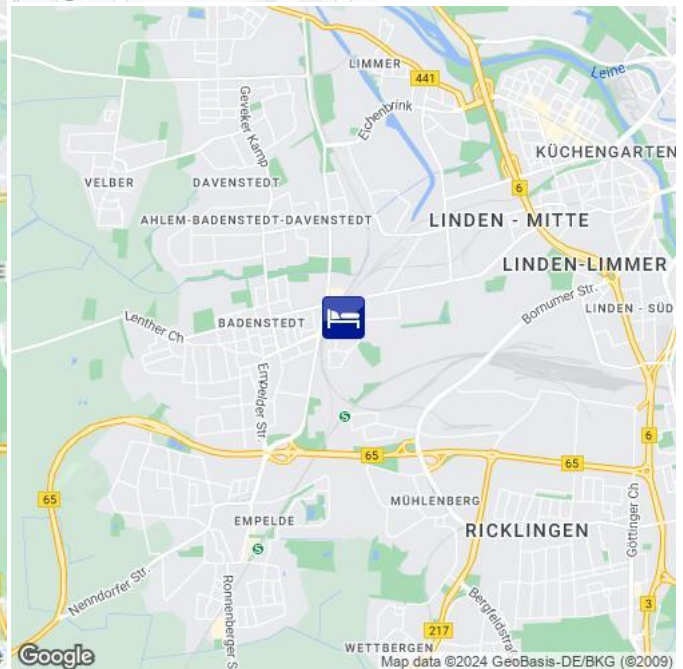 LIMMER
441
Leine
Eichenbrink
Geveker Kamp
KÜCHENGARTEN
VELBER
DAVENSTEDT
6
AHLEM-BADENSTEDT-DAVENSTEDT
LINDEN - MITTE
LINDEN-LIMMER
Bornumer Str.
LINDEN - SÜD
Lenther Ch
BADENSTEDT
Empelder Str.
S
6
65
65
65
MÜHLENBERG
EMPELDE
RICKLINGEN
Göttinger Ch
S
Nenndorfer Str.
Ronnenberger S
Bergfeldstraß
3
217
WETTBERGEN
Google
Map data ©2024 GeoBasis-DE/BKG (©2009)